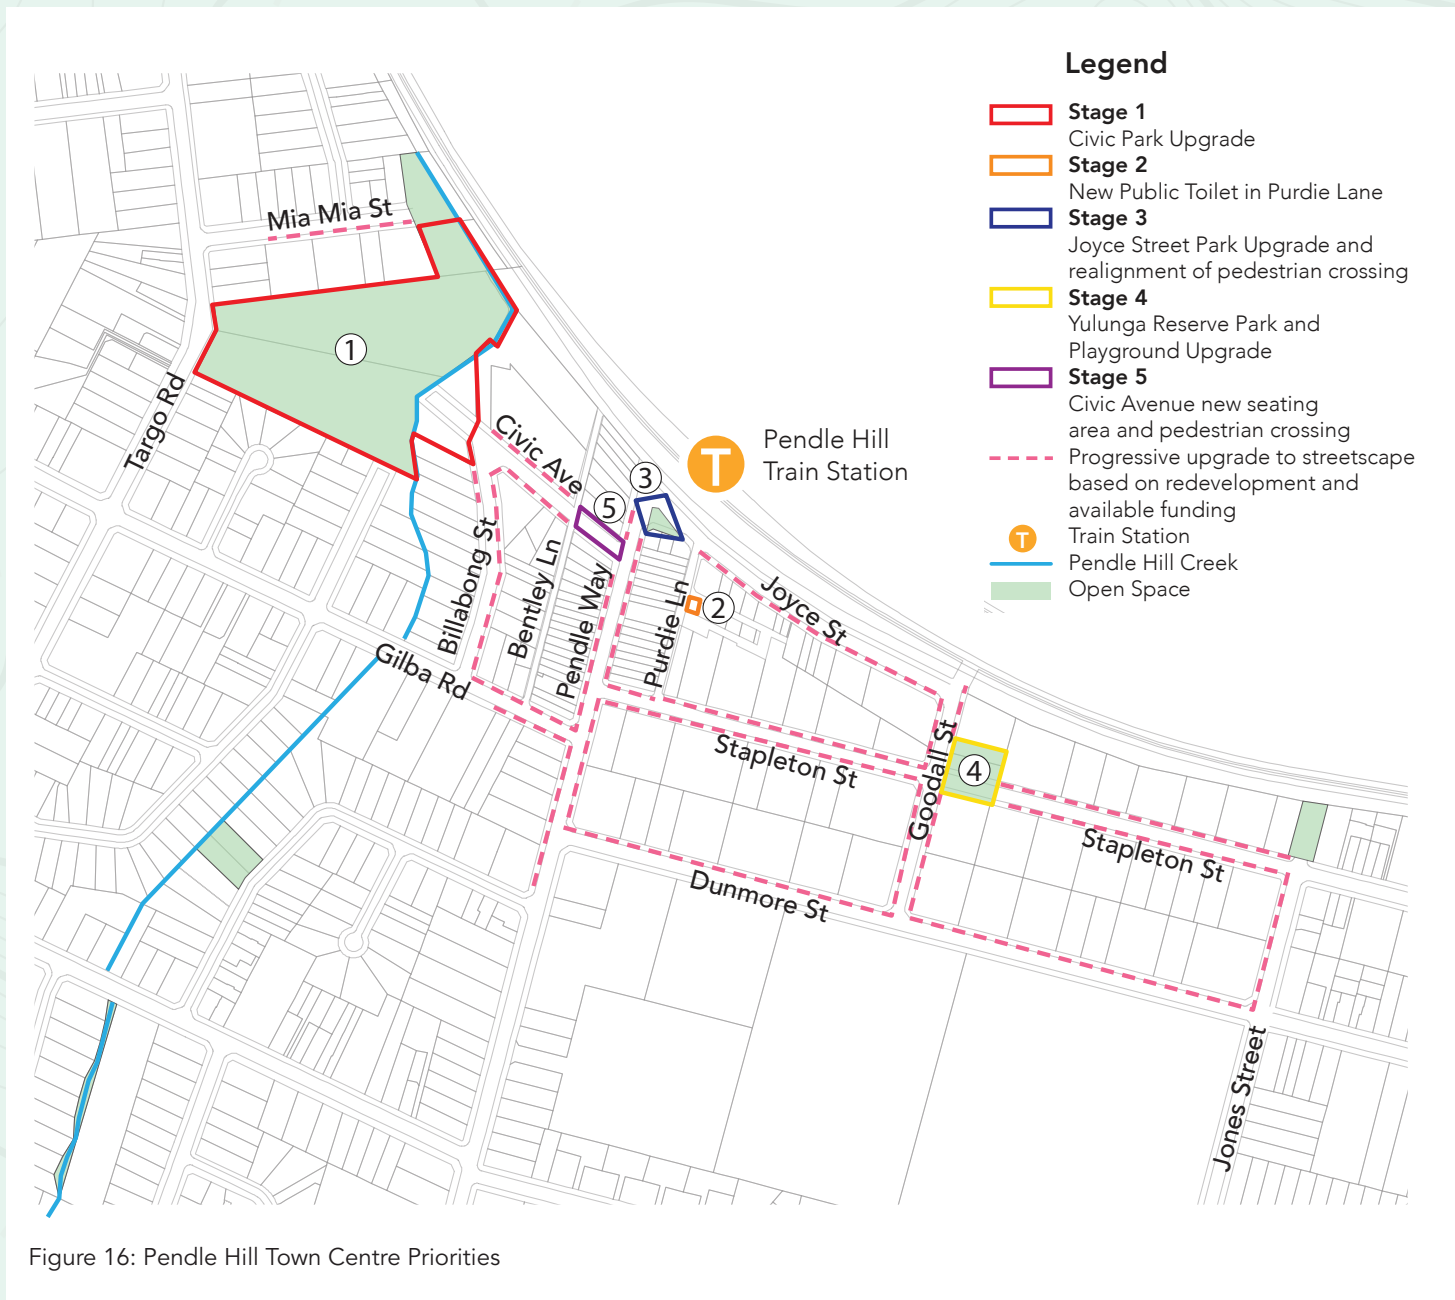 Legend
Stage 1
Civic Park Upgrade
Stage 2
New Public Toilet in Purdie Lane
Stage 3
Joyce Street Park Upgrade and
realignment of pedestrian crossing
Stage 4
Yulunga Reserve Park and
Playground Upgrade
Stage 5
Civic Avenue new seating
area and pedestrian crossing
Progressive upgrade to streetscape
based on redevelopment and
available funding
T
Train Station
Pendle Hill Creek
Open Space
Mia Mia St
1
Targo Rd
Civic Ave
T
Pendle Hill
Train Station
3
5
Billabong St
Bentley Ln
Pendle Way
Purdie Ln
2
Joyce St
Gilba Rd
Stapleton St
Goodall St
4
Stapleton St
Dunmore St
Jones Street
Figure 16: Pendle Hill Town Centre Priorities